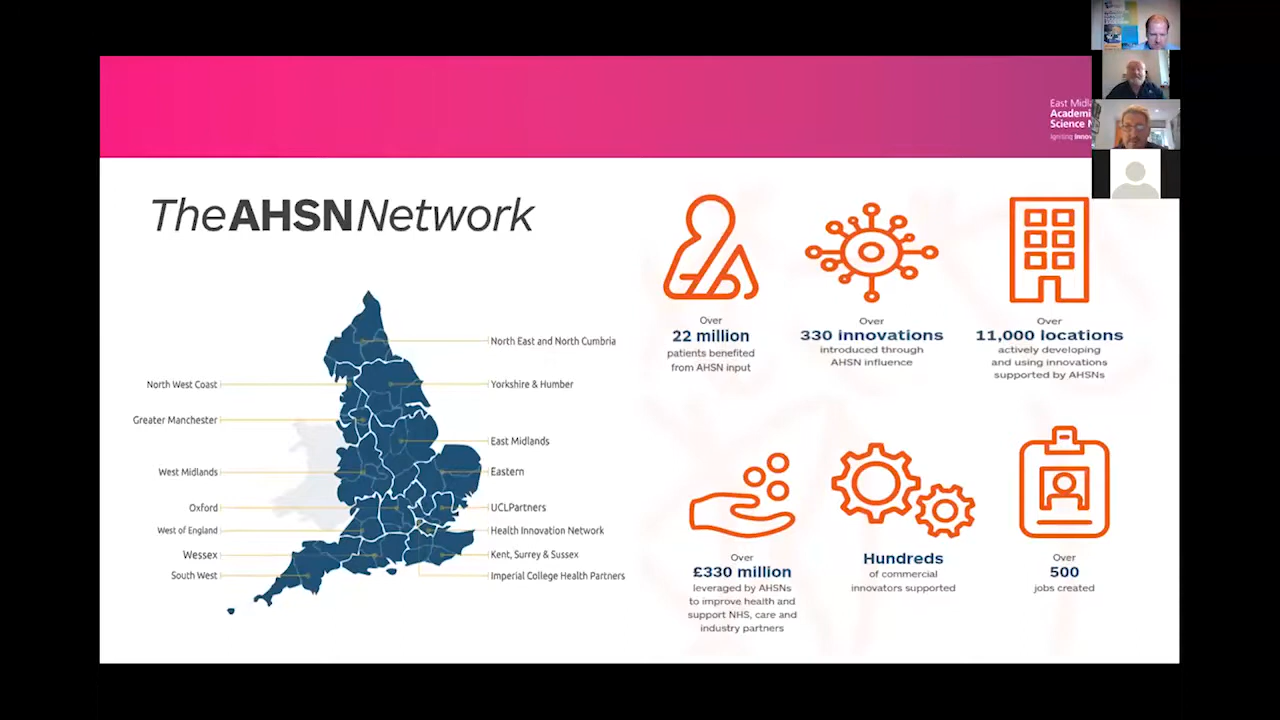 East
Academi
Science
Igniting
TheAHSNNetwork
North East and North Cumbria
North West Coast
Yorkshire & Humber
Greater Manchester
East Midlands
West Midlands
Eastern
Oxford
UCLPartners
West of England
Health Innovation Network
Wessex
Kent, Surrey & Sussex
South West
Imperial College Health Partners
Over
22 million
patients benefited
from AHSN input
Over
330 innovations
introduced through
AHSN influence
Over
11,000 locations
actively developing
and using innovations
supported by AHSNs
Over
£330 million
leveraged by AHSNs
to improve health and
support NHS, care and
industry partners
Hundreds
of commercial
innovators supported
Over
500
jobs created